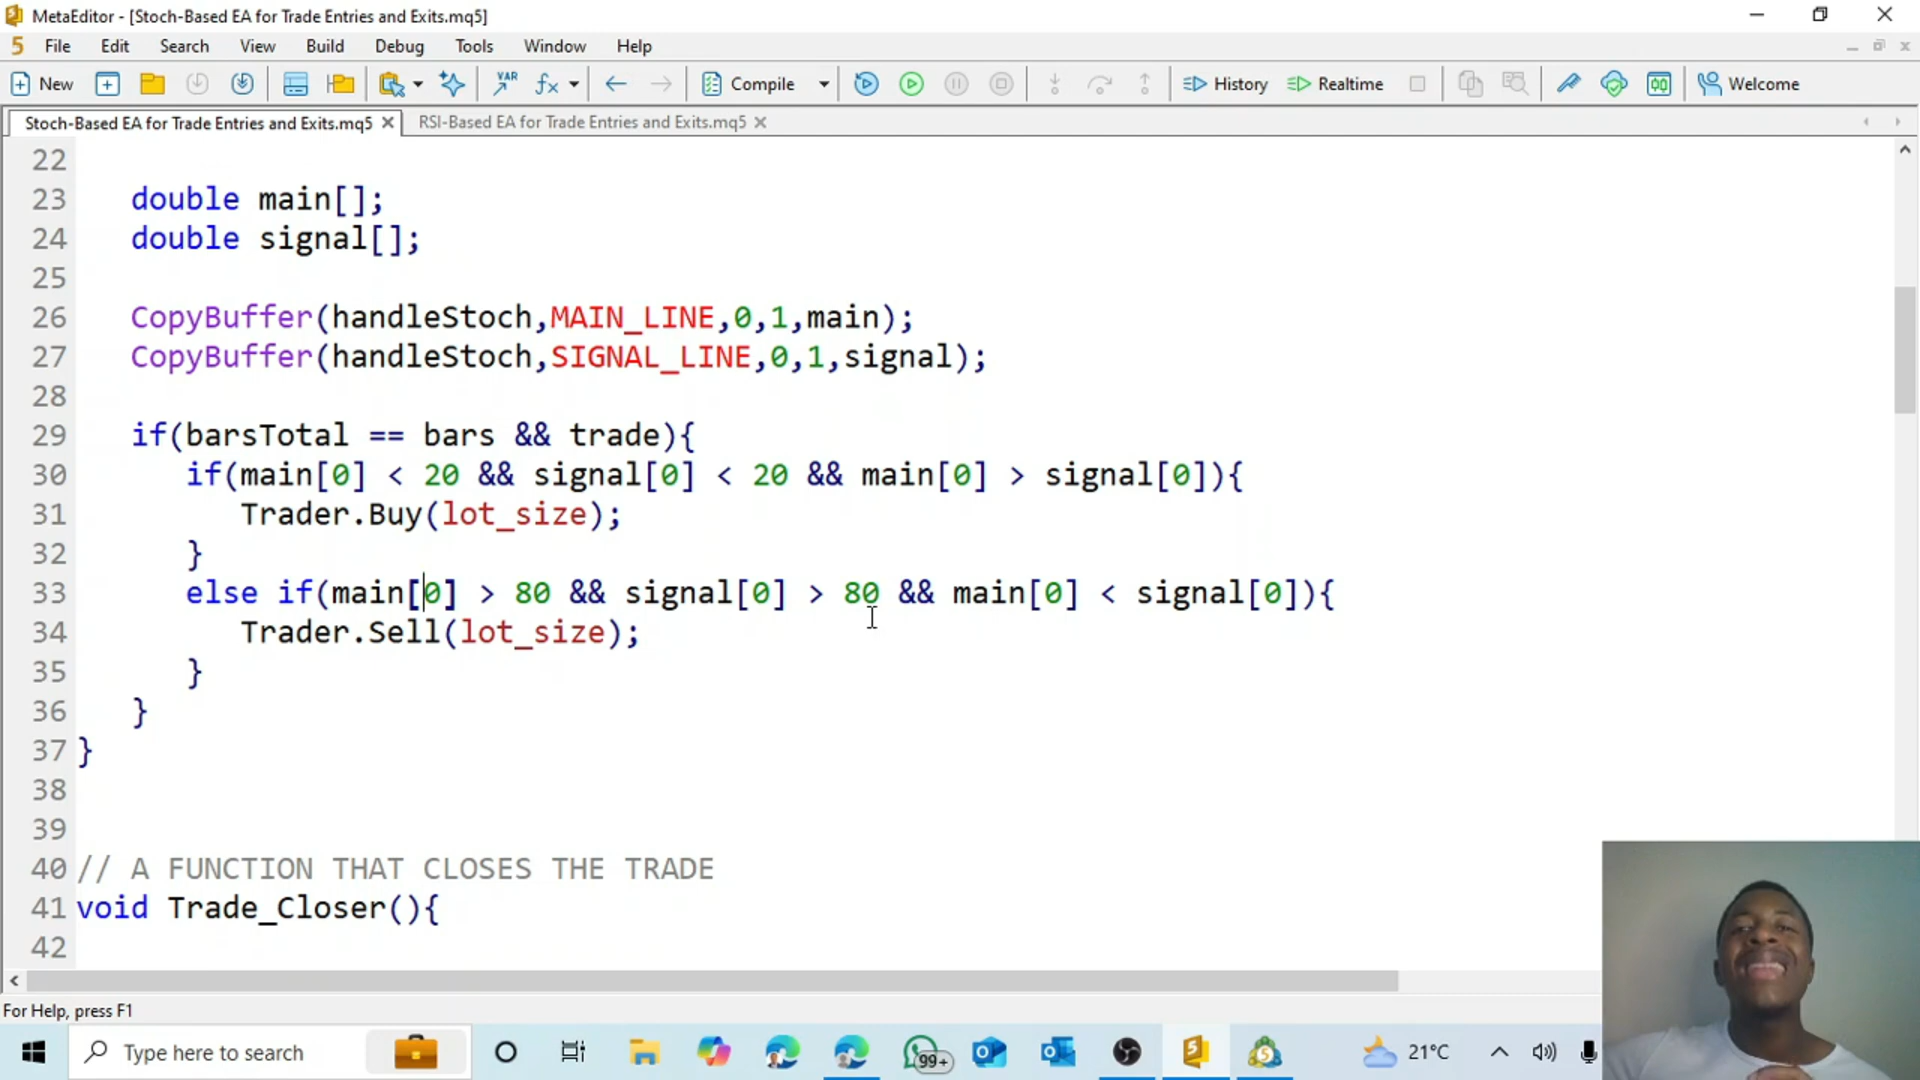 MetaEditor - [Stoch-Based EA for Trade Entries and Exits.mq5]
5 File Edit Search View Build Debug Tools Window Help
New VAR fx Compile History Realtime Welcome
Stoch-Based EA for Trade Entries and Exits.mq5 RSI-Based EA for Trade Entries and Exits.mq5
22
23 double main[];
24 double signal[];
25
26 CopyBuffer(handleStoch,MAIN_LINE,0,1,main);
27 CopyBuffer(handleStoch,SIGNAL_LINE,0,1,signal);
28
29 if(barsTotal == bars && trade){
30 if(main[0] < 20 && signal[0] < 20 && main[0] > signal[0]){
31 Trader.Buy(lot_size);
32 }
33 else if(main[0] > 80 && signal[0] > 80 && main[0] < signal[0]){
34 Trader.Sell(lot_size);
35 }
36 }
37 }
38
39
40 // A FUNCTION THAT CLOSES THE TRADE
41 void Trade_Closer(){
42
For Help, press F1
Type here to search 99+ 21°C